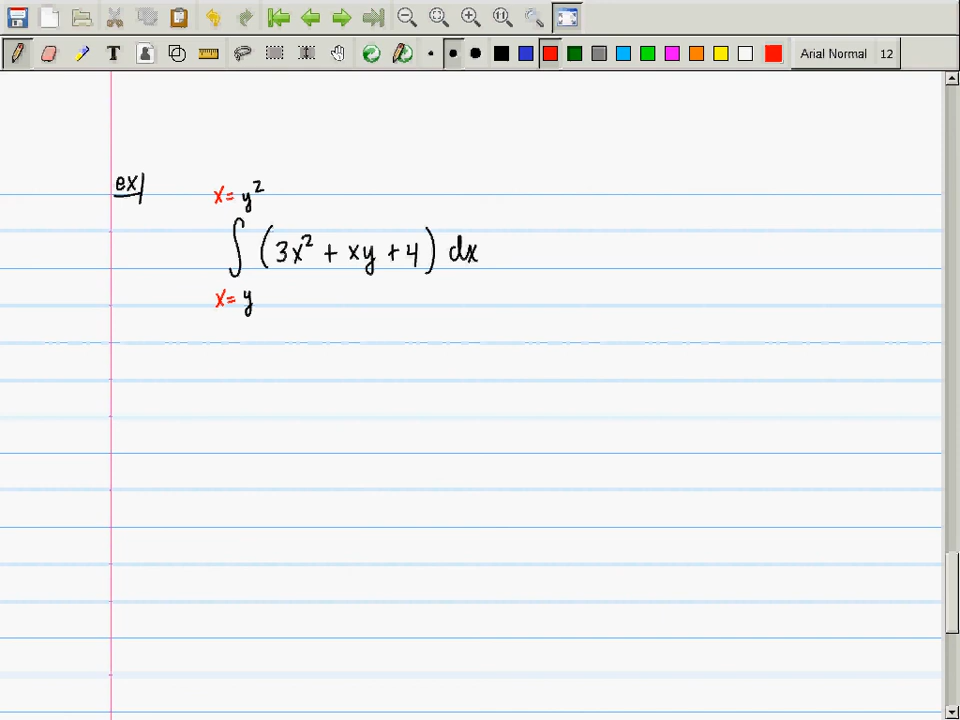 Arial Normal 12
ex)
x= y²
∫ (3x² + xy + 4) dx
x= y